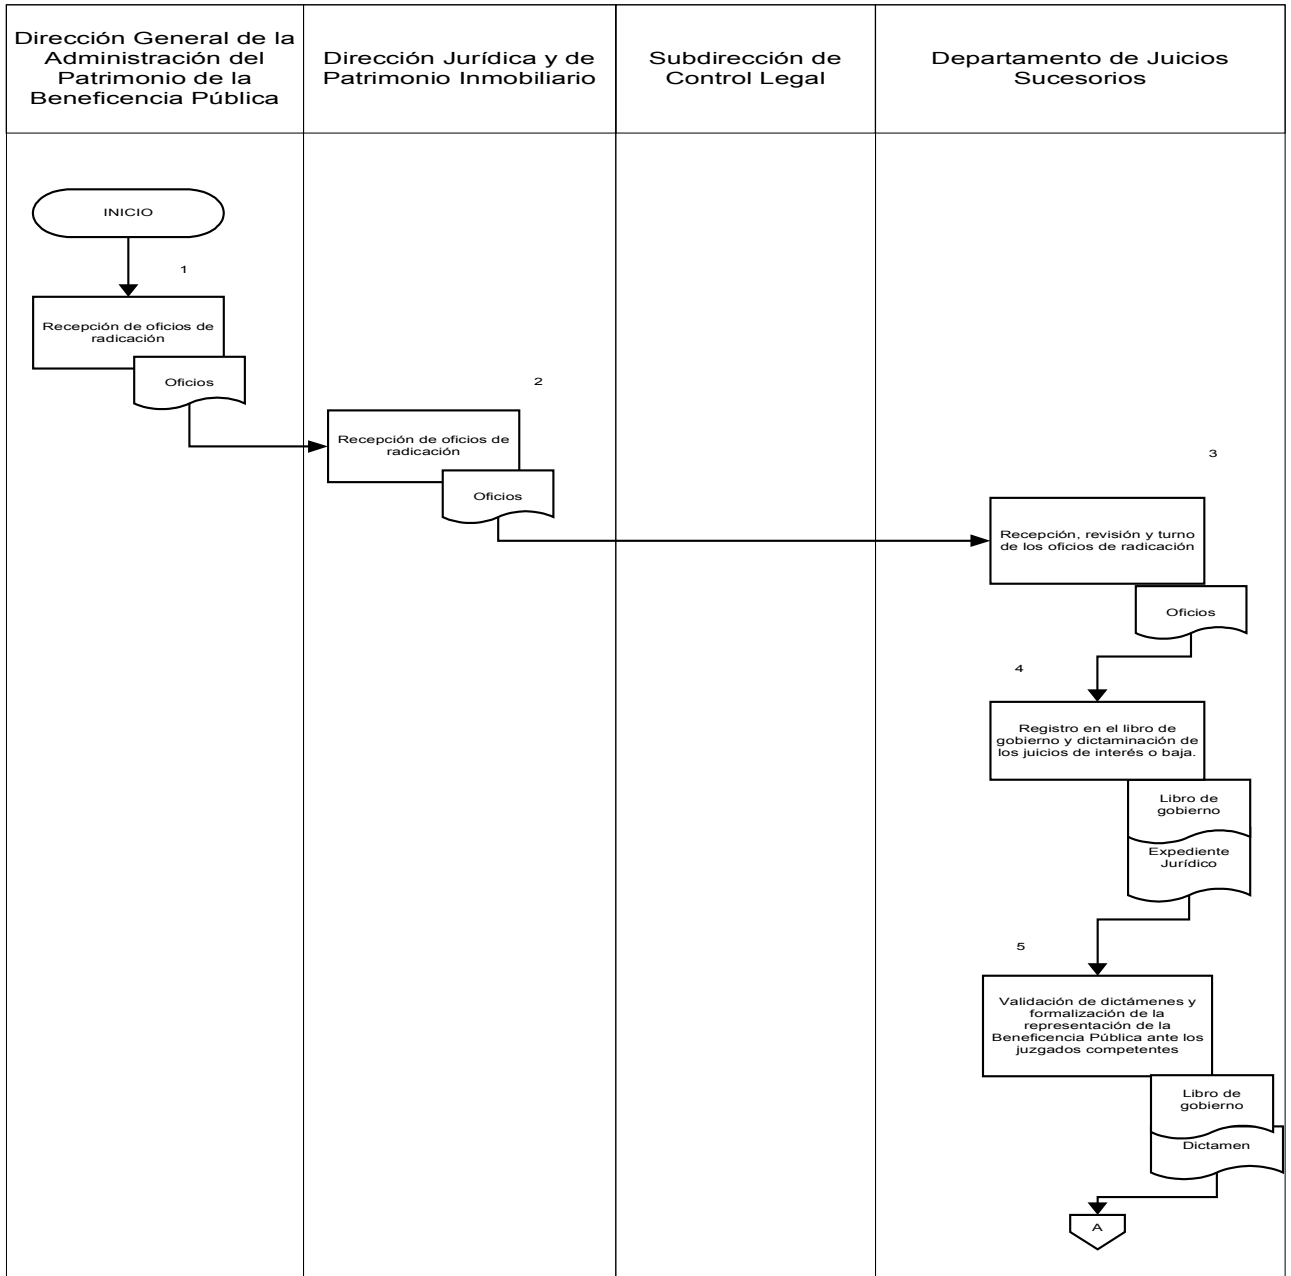 Dirección General de la
Administración del
Patrimonio de la
Beneficencia Pública
Dirección Jurídica y de
Patrimonio Inmobiliario
Subdirección de
Control Legal
Departamento de Juicios
Sucesorios
INICIO
1
Recepción de oficios de
radicación
Oficios
2
Recepción de oficios de
radicación
Oficios
3
Recepción, revisión y turno
de los oficios de radicación
Oficios
4
Registro en el libro de
gobierno y dictaminación de
los juicios de interés o baja.
Libro de
gobierno
Expediente
Jurídico
5
Validación de dictámenes y
formalización de la
representación de la
Beneficencia Pública ante los
juzgados competentes
Libro de
gobierno
Dictamen
A